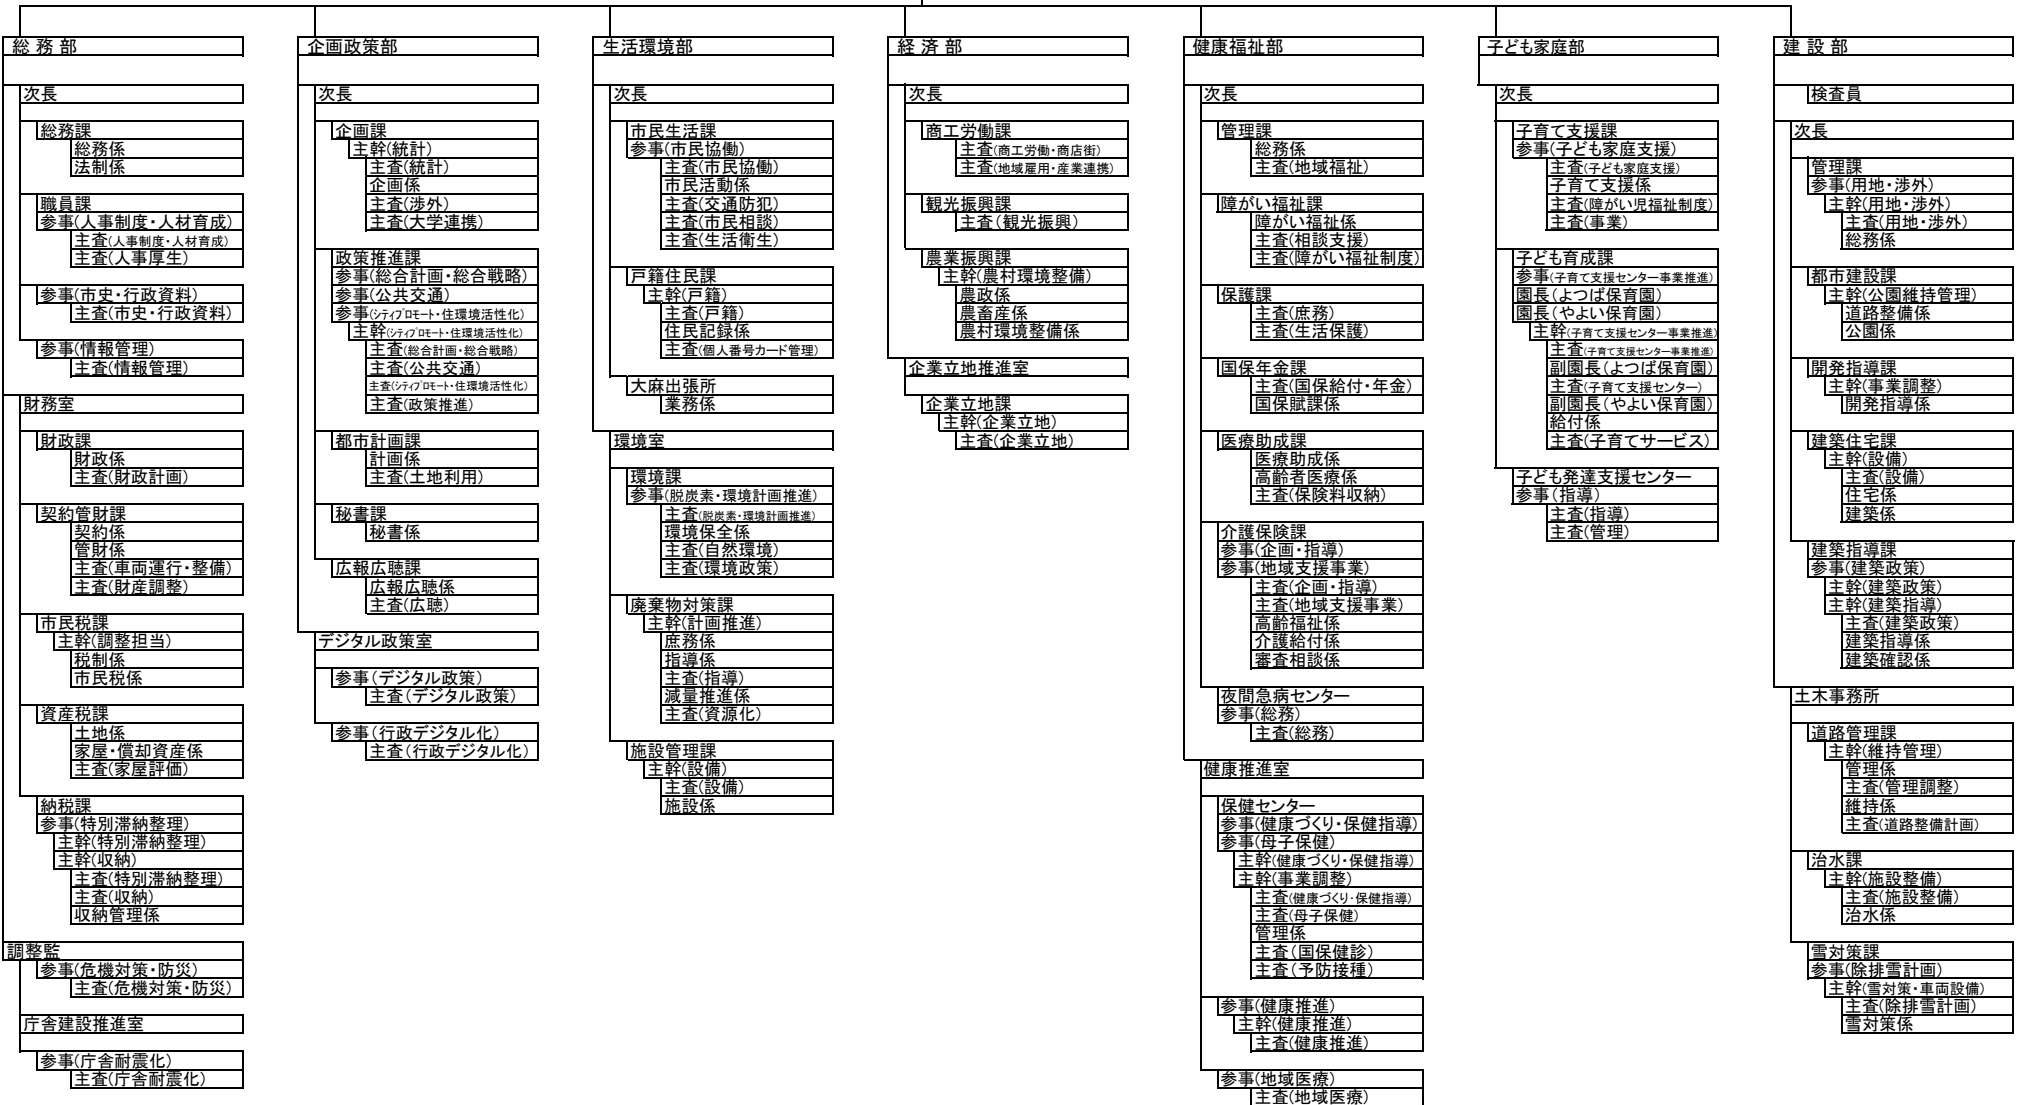 総務部
次長
総務課
総務係
法制係
職員課
参事(人事制度・人材育成)
主査(人事制度・人材育成)
主査(人事厚生)
参事(市史・行政資料)
主査(市史・行政資料)
参事(情報管理)
主査(情報管理)
財務室
財政課
財政係
主査(財政計画)
契約管財課
契約係
管財係
主査(車両運行・整備)
主査(財産調整)
市民税課
主幹(調整担当)
税制係
市民税係
資産税課
土地係
家屋・償却資産係
主査(家屋評価)
納税課
参事(特別滞納整理)
主幹(特別滞納整理)
主幹(収納)
主査(特別滞納整理)
主査(収納)
収納管理係
調整監
参事(危機対策・防災)
主査(危機対策・防災)
庁舎建設推進室
参事(庁舎耐震化)
主査(庁舎耐震化)
企画政策部
次長
企画課
主幹(統計)
主査(統計)
企画係
主査(渉外)
主査(大学連携)
政策推進課
参事(総合計画・総合戦略)
参事(公共交通)
参事(シティプロモート・住環境活性化)
主幹(シティプロモート・住環境活性化)
主査(総合計画・総合戦略)
主査(公共交通)
主査(シティプロモート・住環境活性化)
主査(政策推進)
都市計画課
計画係
主査(土地利用)
秘書課
秘書係
広報広聴課
広報広聴係
主査(広聴)
デジタル政策室
参事(デジタル政策)
主査(デジタル政策)
参事(行政デジタル化)
主査(行政デジタル化)
生活環境部
次長
市民生活課
参事(市民協働)
主査(市民協働)
市民活動係
主査(交通防犯)
主査(市民相談)
主査(生活衛生)
戸籍住民課
主幹(戸籍)
主査(戸籍)
住民記録係
主査(個人番号カード管理)
大麻出張所
業務係
環境室
環境課
参事(脱炭素・環境計画推進)
主査(脱炭素・環境計画推進)
環境保全係
主査(自然環境)
主査(環境政策)
廃棄物対策課
主幹(計画推進)
庶務係
指導係
主査(指導)
減量推進係
主査(資源化)
施設管理課
主幹(設備)
主査(設備)
施設係
経済部
次長
商工労働課
主査(商工労働・商店街)
主査(地域雇用・産業連携)
観光振興課
主査(観光振興)
農業振興課
主幹(農村環境整備)
農政係
農畜産係
農村環境整備係
企業立地推進室
企業立地課
主幹(企業立地)
主査(企業立地)
健康福祉部
次長
管理課
総務係
主査(地域福祉)
障がい福祉課
障がい福祉係
主査(相談支援)
主査(障がい福祉制度)
保護課
主査(庶務)
主査(生活保護)
国保年金課
主査(国保給付・年金)
国保賦課係
医療助成課
医療助成係
高齢者医療係
主査(保険料収納)
介護保険課
参事(企画・指導)
参事(地域支援事業)
主査(企画・指導)
主査(地域支援事業)
高齢福祉係
介護給付係
審査相談係
夜間急病センター
参事(総務)
主査(総務)
健康推進室
保健センター
参事(健康づくり・保健指導)
参事(母子保健)
主幹(健康づくり・保健指導)
主幹(事業調整)
主査(健康づくり・保健指導)
主査(母子保健)
管理係
主査(国保健診)
主査(予防接種)
参事(健康推進)
主幹(健康推進)
主査(健康推進)
参事(地域医療)
主査(地域医療)
子ども家庭部
次長
子育て支援課
参事(子ども家庭支援)
主査(子ども家庭支援)
子育て支援係
主査(障がい児福祉制度)
主査(事業)
子ども育成課
参事(子育て支援センター事業推進)
園長(よつば保育園)
園長(やよい保育園)
主幹(子育て支援センター事業推進)
主査(子育て支援センター事業推進)
副園長(よつば保育園)
主査(子育て支援センター)
副園長(やよい保育園)
給付係
主査(子育てサービス)
子ども発達支援センター
参事(指導)
主査(指導)
主査(管理)
建設部
検査員
次長
管理課
参事(用地・渉外)
主幹(用地・渉外)
主査(用地・渉外)
総務係
都市建設課
主幹(公園維持管理)
道路整備係
公園係
開発指導課
主幹(事業調整)
開発指導係
建築住宅課
主幹(設備)
主査(設備)
住宅係
建築係
建築指導課
参事(建築政策)
主幹(建築政策)
主幹(建築指導)
主査(建築政策)
建築指導係
建築確認係
土木事務所
道路管理課
主幹(維持管理)
管理係
主査(管理調整)
維持係
主査(道路整備計画)
治水課
主幹(施設整備)
主査(施設整備)
治水係
雪対策課
参事(除排雪計画)
主幹(雪対策・車両設備)
主査(除排雪計画)
雪対策係